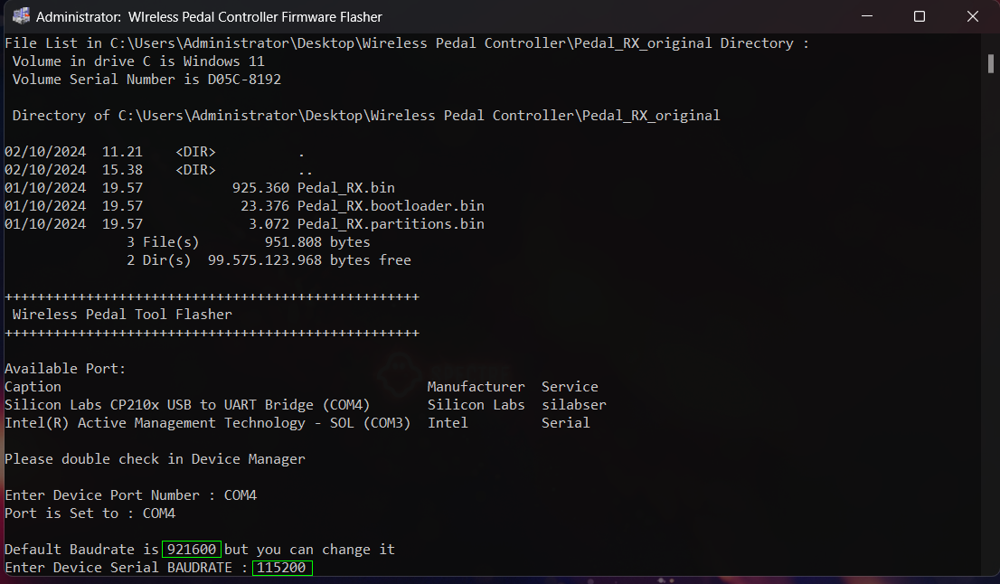 Administrator: WIreless Pedal Controller Firmware Flasher
File List in C:\Users\Administrator\Desktop\Wireless Pedal Controller\Pedal_RX_original Directory :
Volume in drive C is Windows 11
Volume Serial Number is D05C-8192
Directory of C:\Users\Administrator\Desktop\Wireless Pedal Controller\Pedal_RX_original
02/10/2024  11.21    <DIR>          .
02/10/2024  15.38    <DIR>          ..
01/10/2024  19.57           925.360 Pedal_RX.bin
01/10/2024  19.57            23.376 Pedal_RX.bootloader.bin
01/10/2024  19.57             3.072 Pedal_RX.partitions.bin
3 File(s)        951.808 bytes
2 Dir(s)  99.575.123.968 bytes free
+++++++++++++++++++++++++++++++++++++++++++++++++++
Wireless Pedal Tool Flasher
+++++++++++++++++++++++++++++++++++++++++++++++++++
Available Port:
Caption                                             Manufacturer  Service
Silicon Labs CP210x USB to UART Bridge (COM4)       Silicon Labs  silabser
Intel(R) Active Management Technology - SOL (COM3)  Intel         Serial
Please double check in Device Manager
Enter Device Port Number : COM4
Port is Set to : COM4
Default Baudrate is 921600 but you can change it
Enter Device Serial BAUDRATE : 115200